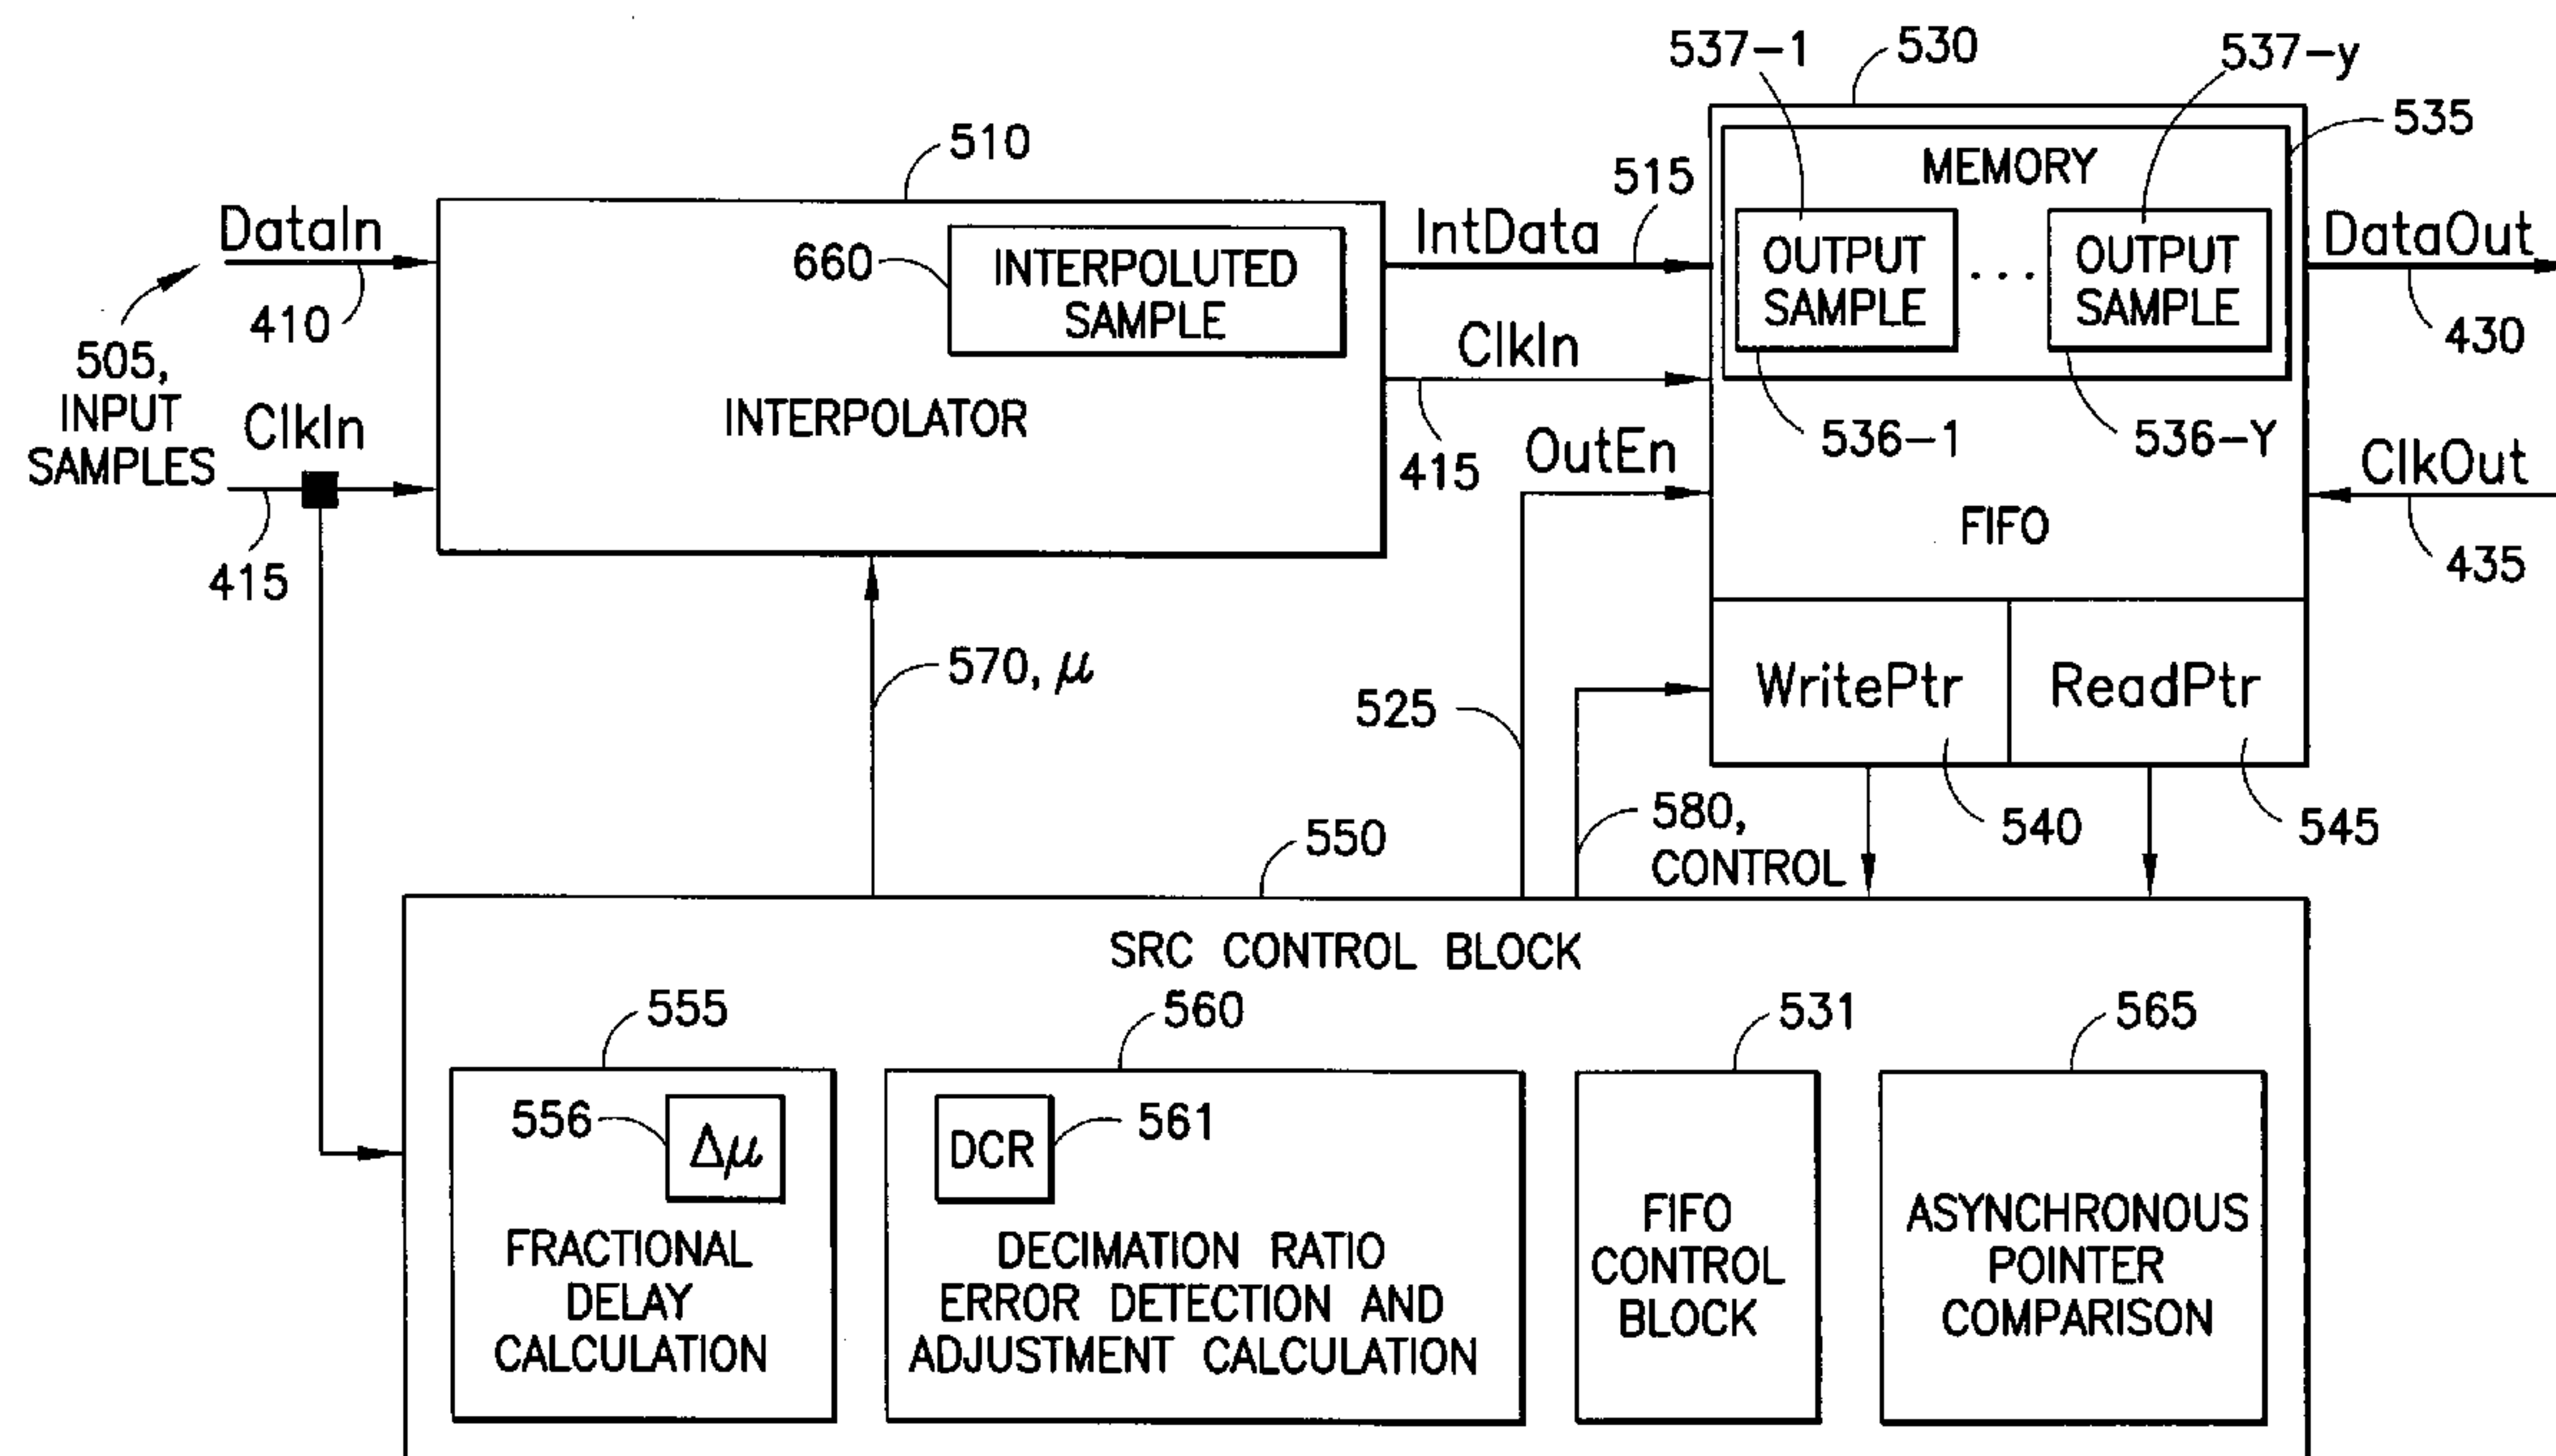 537-1
530
537-y
535
510
MEMORY
515
DataIn
IntData
OUTPUT
SAMPLE
...
OUTPUT
SAMPLE
DataOut
660
INTERPOLUTED
SAMPLE
410
430
505,
INPUT
SAMPLES
ClkIn
ClkIn
INTERPOLATOR
415
536-1
536-Y
OutEn
ClkOut
FIFO
415
435
570, μ
525
WritePtr
ReadPtr
580,
CONTROL
540
545
550
SRC CONTROL BLOCK
555
560
531
565
556
Δμ
DCR
561
FRACTIONAL
DELAY
CALCULATION
DECIMATION RATIO
ERROR DETECTION AND
ADJUSTMENT CALCULATION
FIFO
CONTROL
BLOCK
ASYNCHRONOUS
POINTER
COMPARISON